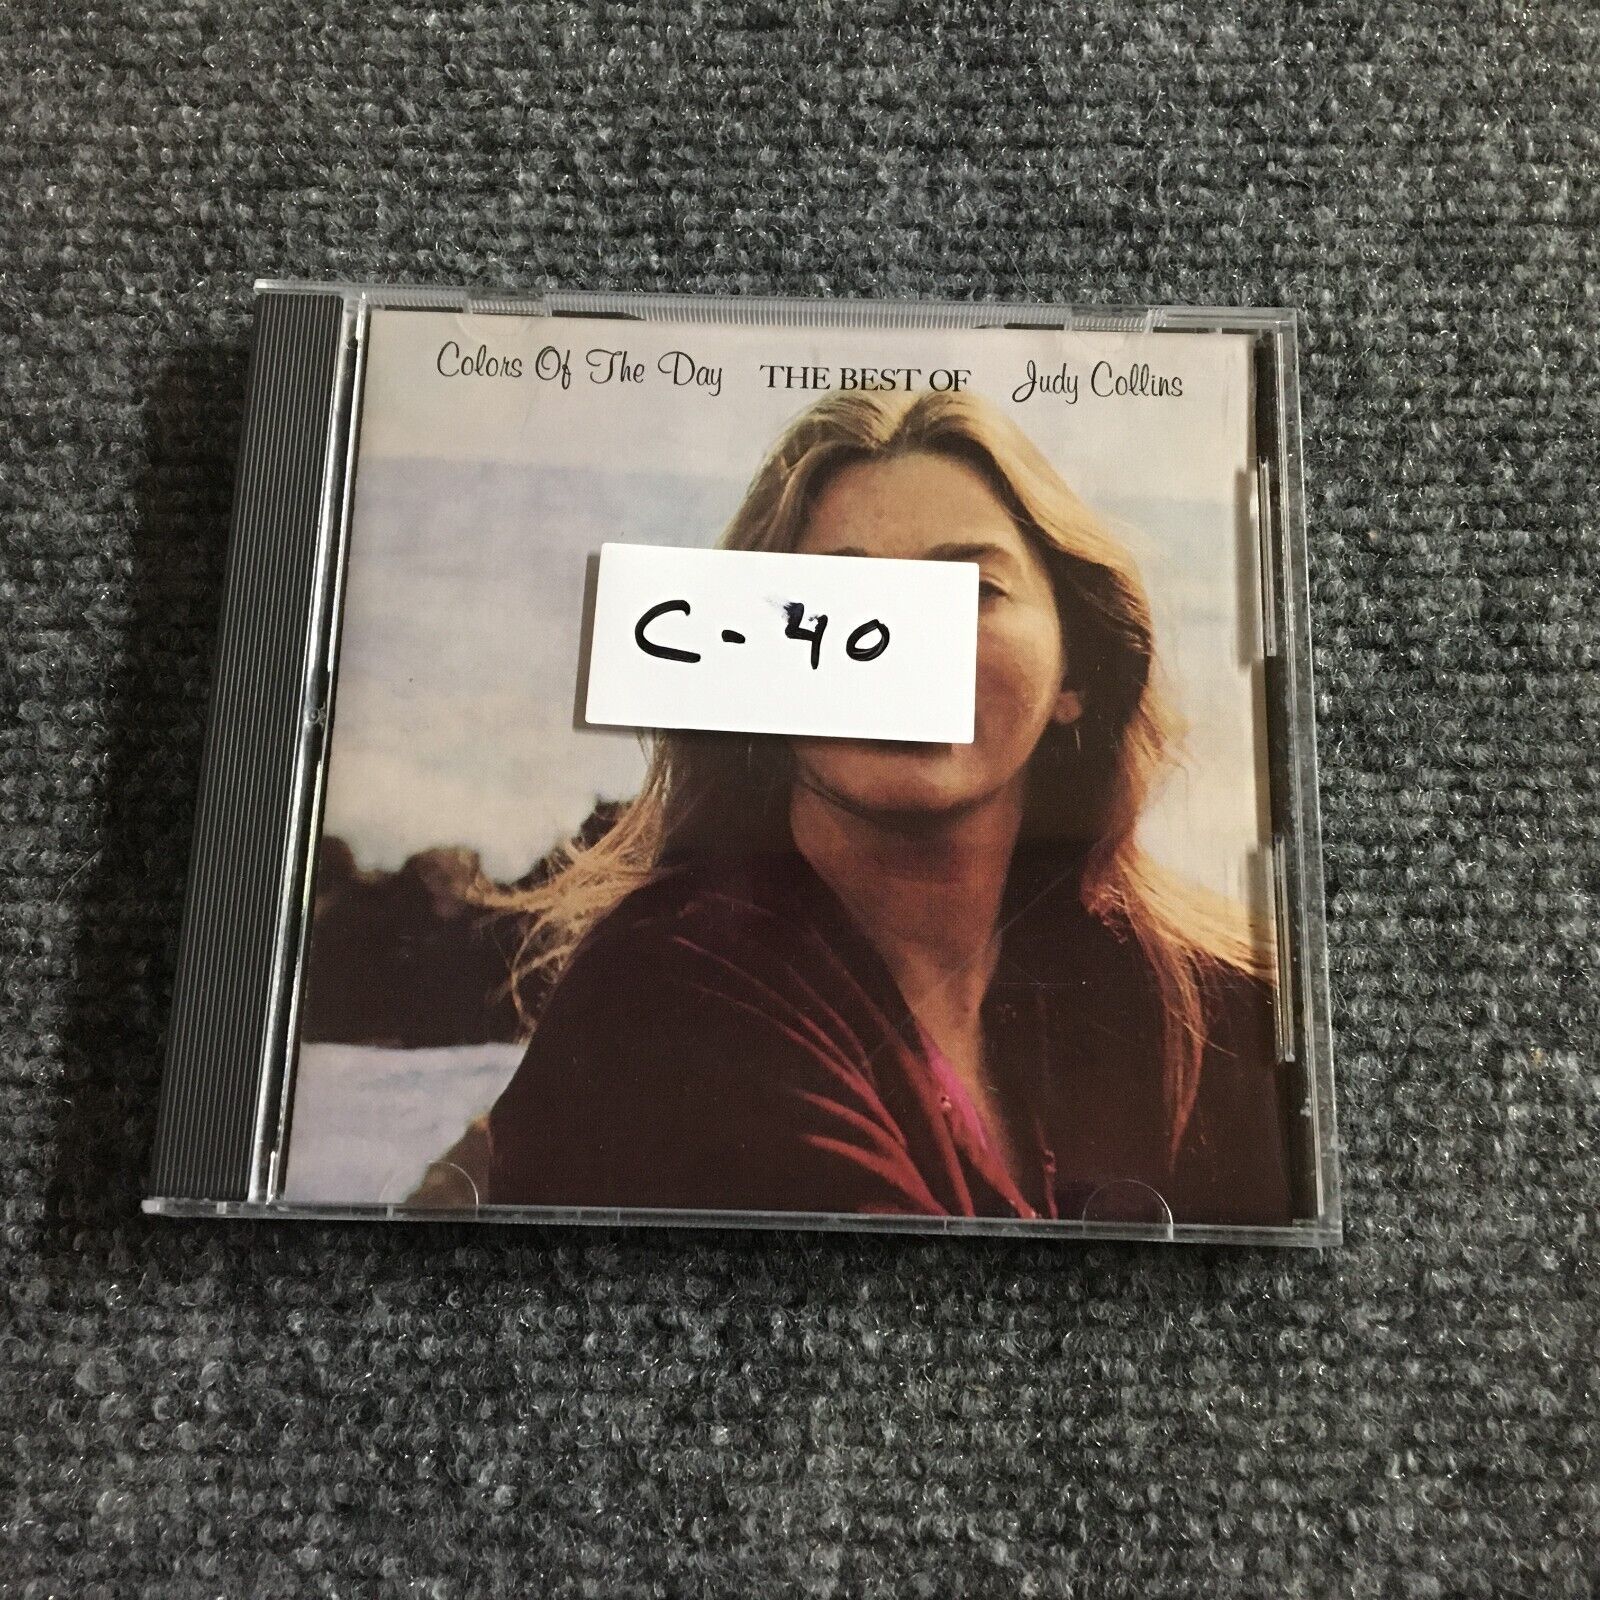 Colors Of The Day THE BEST OF Judy Collins
C-40